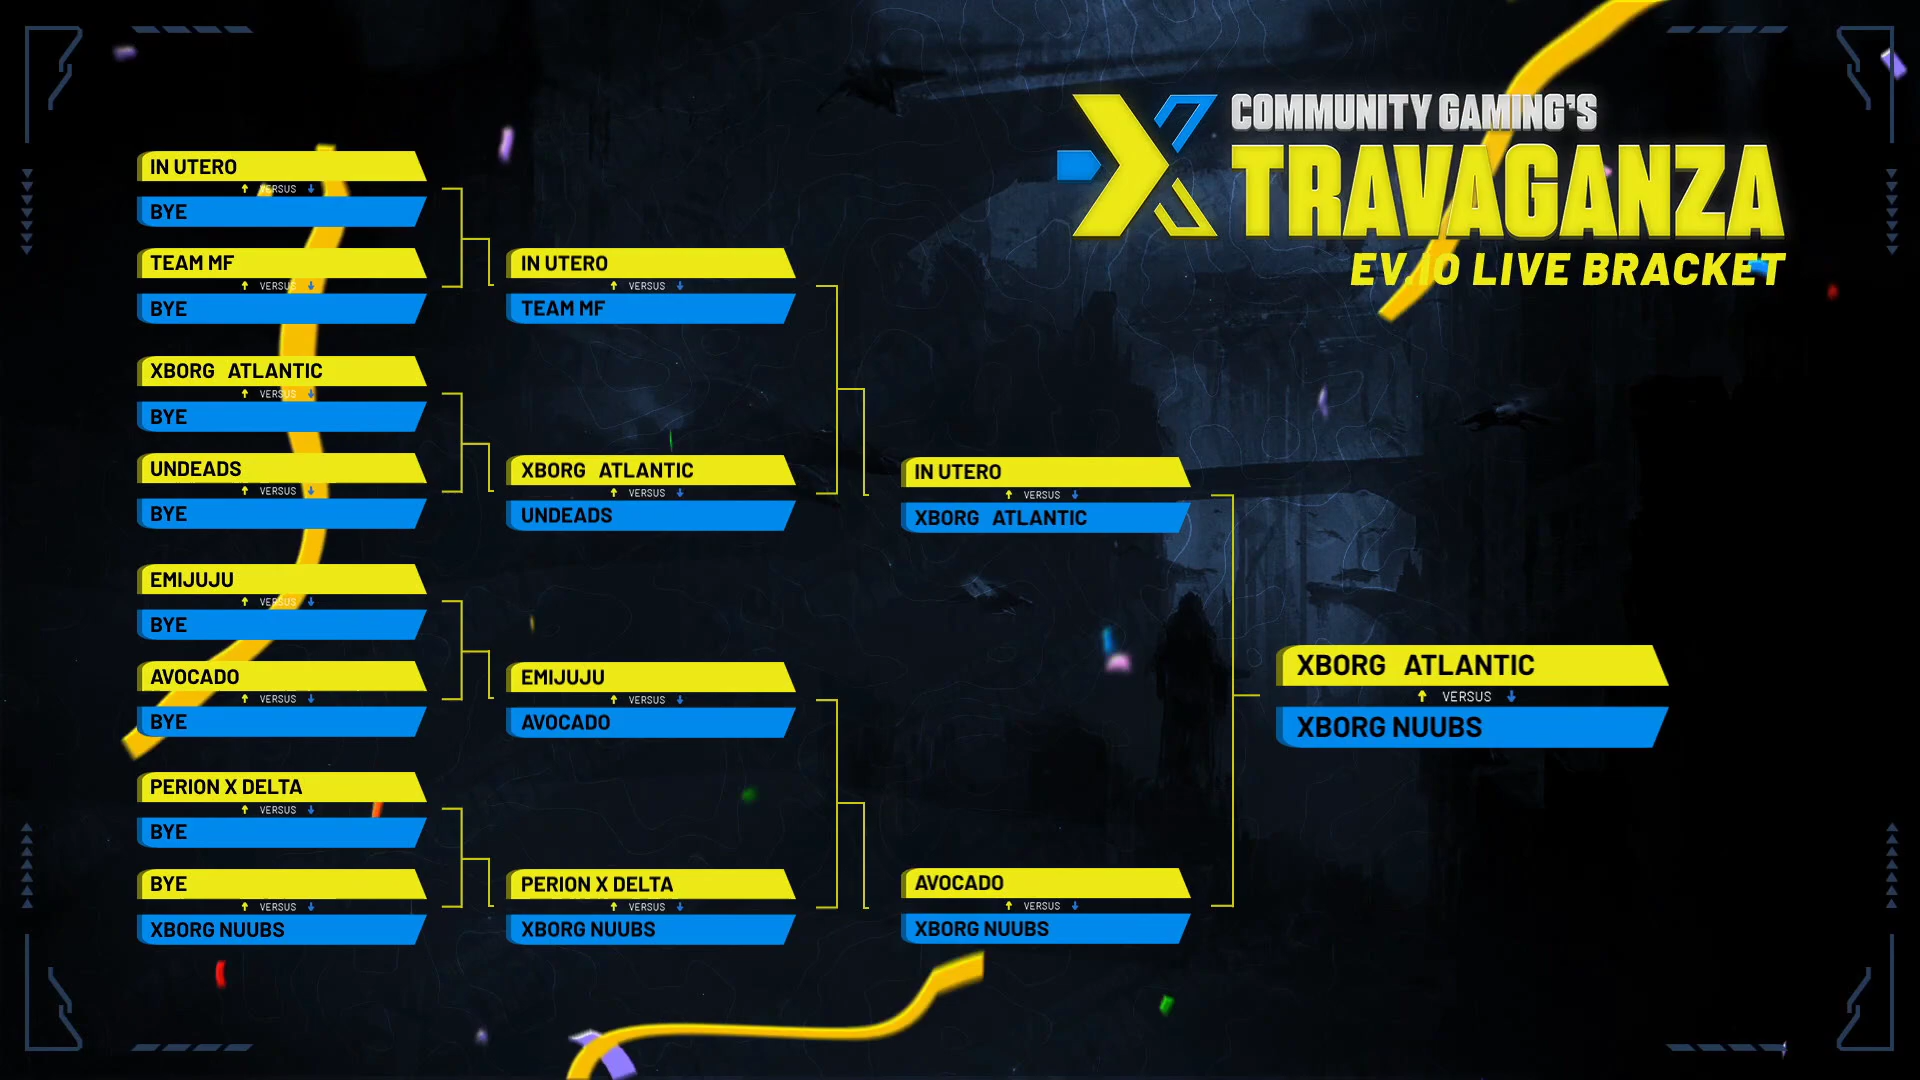 COMMUNITY GAMING'S
XTRAVAGANZA
EV.IO LIVE BRACKET
IN UTERO
VERSUS
BYE
TEAM MF
VERSUS
BYE
XBORG ATLANTIC
VERSUS
BYE
UNDEADS
VERSUS
BYE
EMIJUJU
VERSUS
BYE
AVOCADO
VERSUS
BYE
PERION X DELTA
VERSUS
BYE
BYE
VERSUS
XBORG NUUBS
IN UTERO
VERSUS
TEAM MF
XBORG ATLANTIC
VERSUS
UNDEADS
EMIJUJU
VERSUS
AVOCADO
PERION X DELTA
VERSUS
XBORG NUUBS
IN UTERO
VERSUS
XBORG ATLANTIC
AVOCADO
VERSUS
XBORG NUUBS
XBORG ATLANTIC
VERSUS
XBORG NUUBS